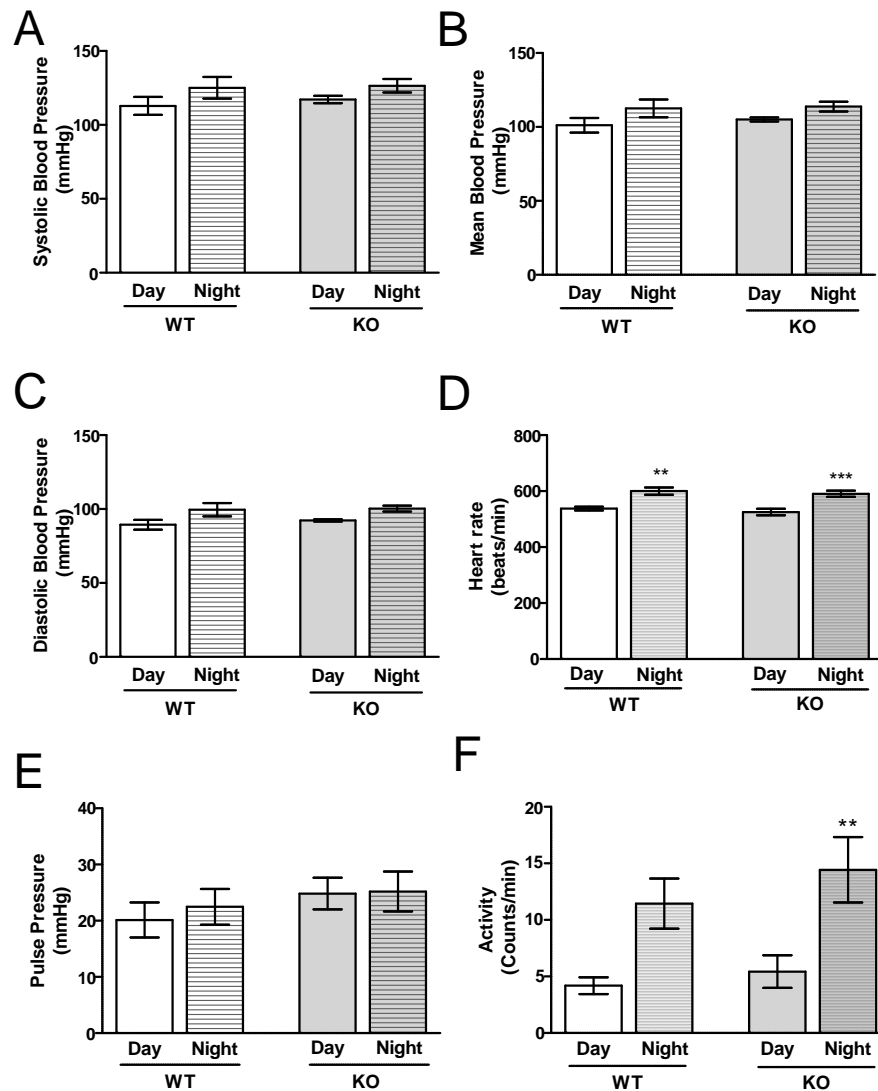 A
Systolic Blood Pressure
(mmHg)
150
100
50
0
Day Night Day Night
WT KO
B
Mean Blood Pressure
(mmHg)
150
100
50
0
Day Night Day Night
WT KO
C
Diastolic Blood Pressure
(mmHg)
150
100
50
0
Day Night Day Night
WT KO
D
Heart rate
(beats/min)
800
600
400
200
0
** ***
Day Night Day Night
WT KO
E
Pulse Pressure
(mmHg)
40
30
20
10
0
Day Night Day Night
WT KO
F
Activity
(Counts/min)
20
15
10
5
0
**
Day Night Day Night
WT KO